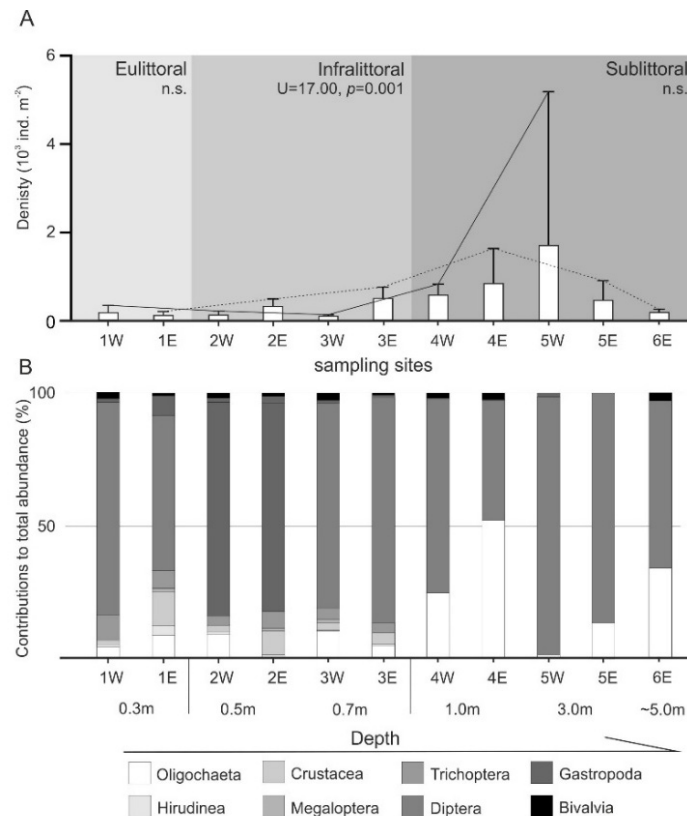 A
Eulittoral Infralittoral Sublittoral
n.s. U=17.00, p=0.001 n.s.
Denisty (10³ ind. m⁻²)
6
4
2
0
1W 1E 2W 2E 3W 3E 4W 4E 5W 5E 6E
sampling sites
B
Contributions to total abundance (%)
100
50
1W 1E 2W 2E 3W 3E 4W 4E 5W 5E 6E
0.3m 0.5m 0.7m 1.0m 3.0m ~5.0m
Depth
Oligochaeta Crustacea Trichoptera Gastropoda
Hirudinea Megaloptera Diptera Bivalvia